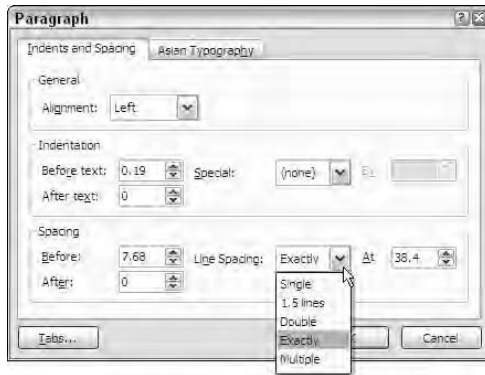 Paragraph
Indents and Spacing Asian Typography
General
Alignment: Left
Indentation
Before text: 0.19 Special: (none) By
After text: 0
Spacing
Before: 7.68 Line Spacing: Exactly At 38.4
After: 0
Single
1.5 lines
Double
Exactly
Multiple
Tabs... Cancel